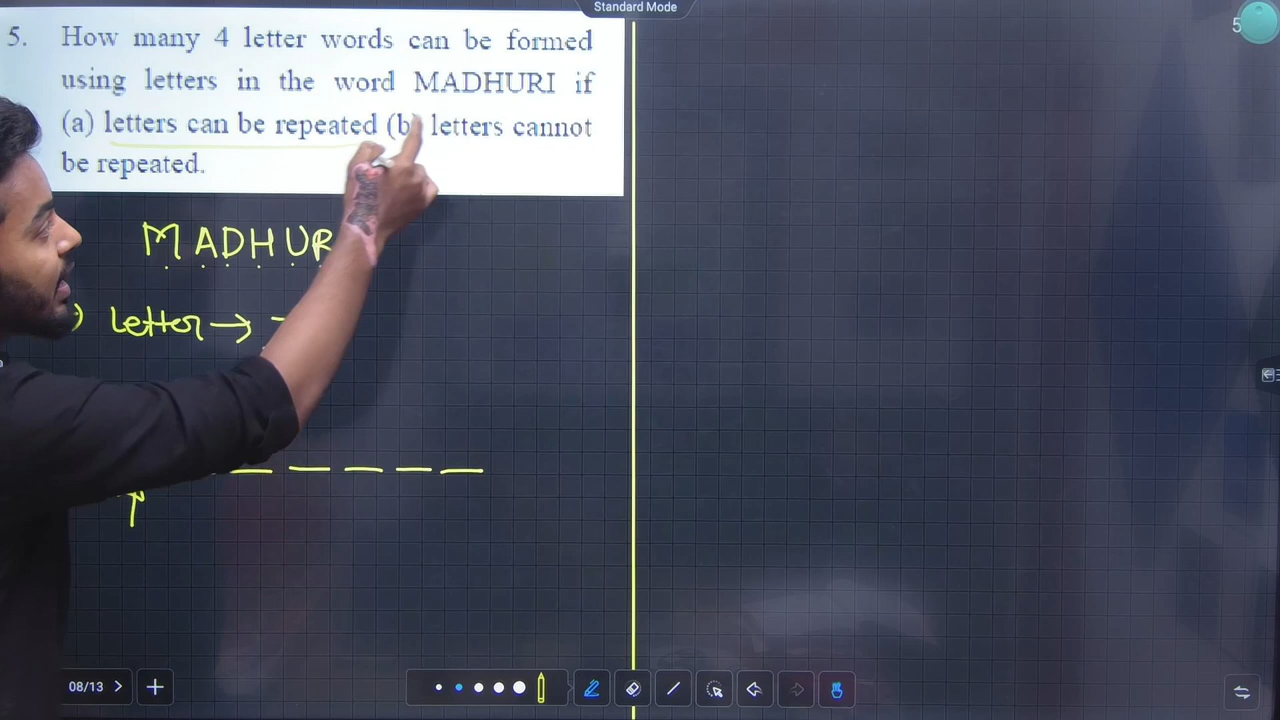 Standard Mode
5
5. How many 4 letter words can be formed
using letters in the word MADHURI if
(a) letters can be repeated (b) letters cannot
be repeated.
MADHUR
) Letter →
08/13